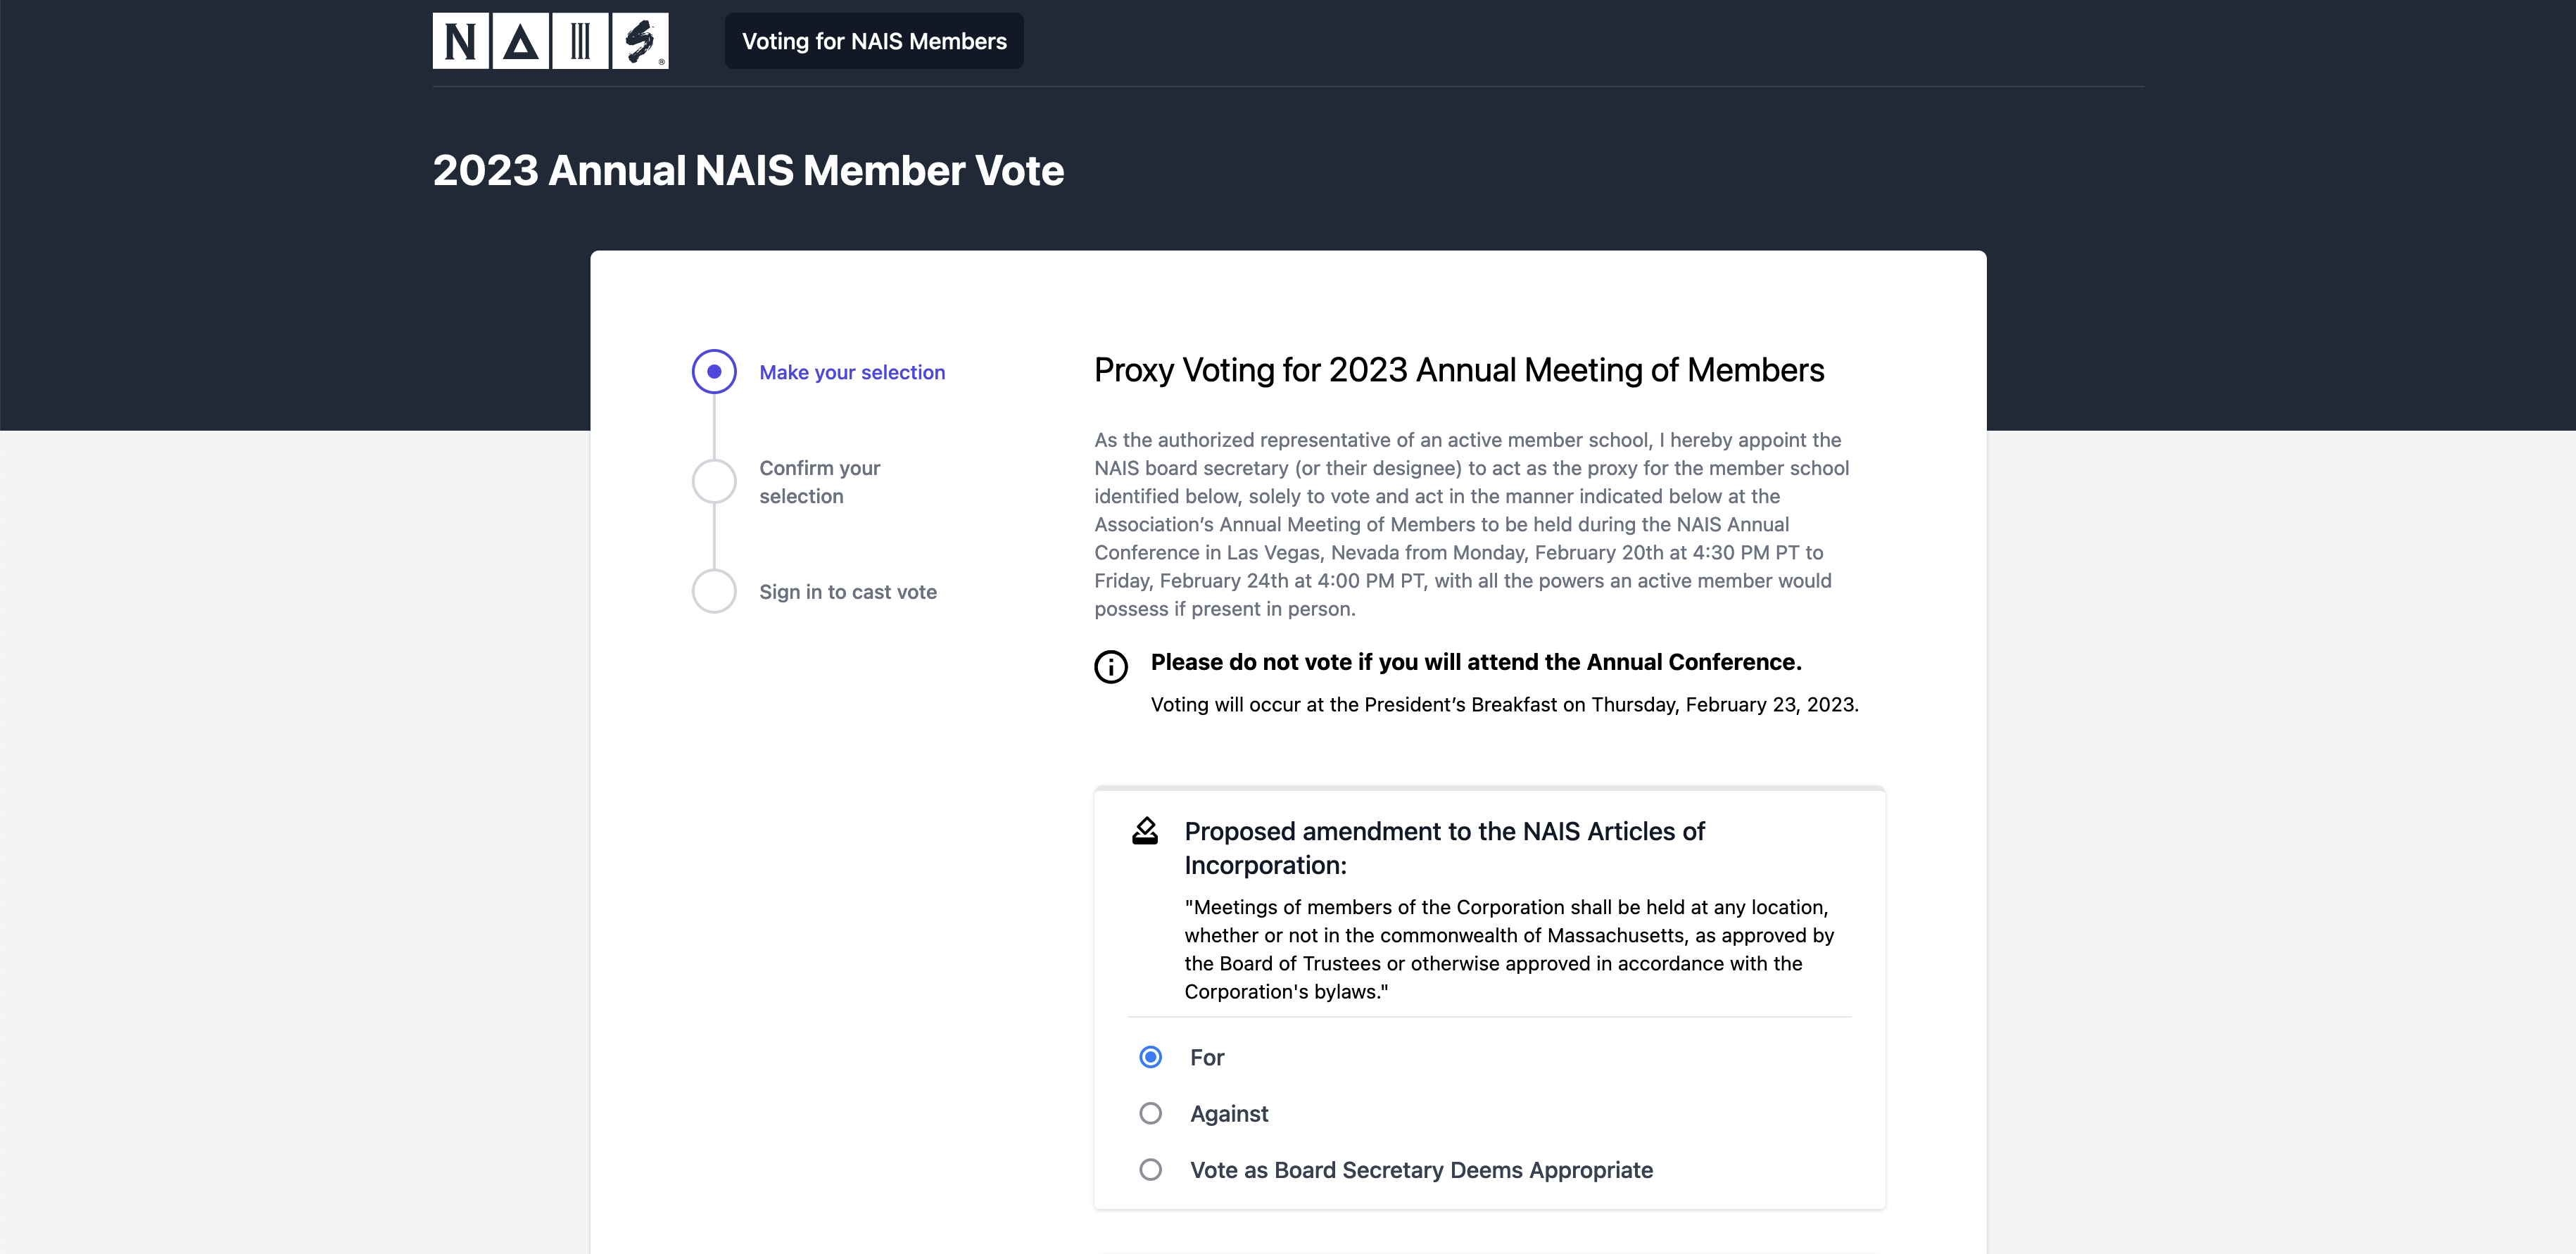 NAIS®
Voting for NAIS Members
2023 Annual NAIS Member Vote
Make your selection
Confirm your
selection
Sign in to cast vote
Proxy Voting for 2023 Annual Meeting of Members
As the authorized representative of an active member school, I hereby appoint the
NAIS board secretary (or their designee) to act as the proxy for the member school
identified below, solely to vote and act in the manner indicated below at the
Association’s Annual Meeting of Members to be held during the NAIS Annual
Conference in Las Vegas, Nevada from Monday, February 20th at 4:30 PM PT to
Friday, February 24th at 4:00 PM PT, with all the powers an active member would
possess if present in person.
Please do not vote if you will attend the Annual Conference.
Voting will occur at the President’s Breakfast on Thursday, February 23, 2023.
Proposed amendment to the NAIS Articles of
Incorporation:
"Meetings of members of the Corporation shall be held at any location,
whether or not in the commonwealth of Massachusetts, as approved by
the Board of Trustees or otherwise approved in accordance with the
Corporation's bylaws."
For
Against
Vote as Board Secretary Deems Appropriate